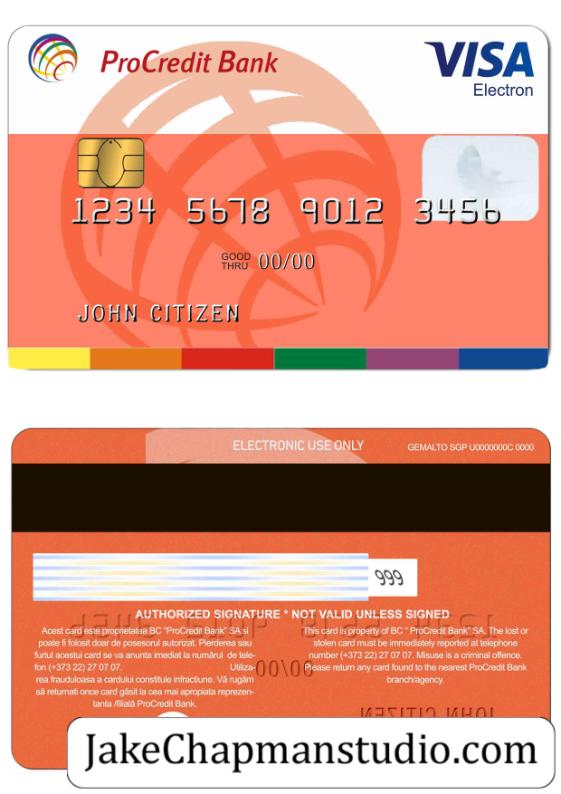 ProCredit Bank
VISA
Electron
1234 5678 9012 3456
GOOD
THRU 00/00
JOHN CITIZEN
ELECTRONIC USE ONLY
GEMALTO SGP U0000000C 0000
999
AUTHORIZED SIGNATURE * NOT VALID UNLESS SIGNED
Acest card este proprietatea BC "ProCredit Bank" SA si
poate fi folosit doar de posesorul autorizat. Pierderea sau
furtul acestui card se va anunta imediat la numărul de tele-
fon (+373 22) 27 07 07. Utiliza-
rea frauduloasa a cardului constituie infractiune. Vă rugăm
să returnati once card găsit la cea mai apropiata reprezen-
tanta /filială ProCredit Bank.
This card is property of BC " ProCredit Bank" SA. The lost or
stolen card must be immediately reported at telephone
number (+373 22) 27 07 07. Misuse is a criminal offence.
Please return any card found to the nearest ProCredit Bank
branch/agency.
00/00
JOHN CITIZEN
JakeChapmanstudio.com